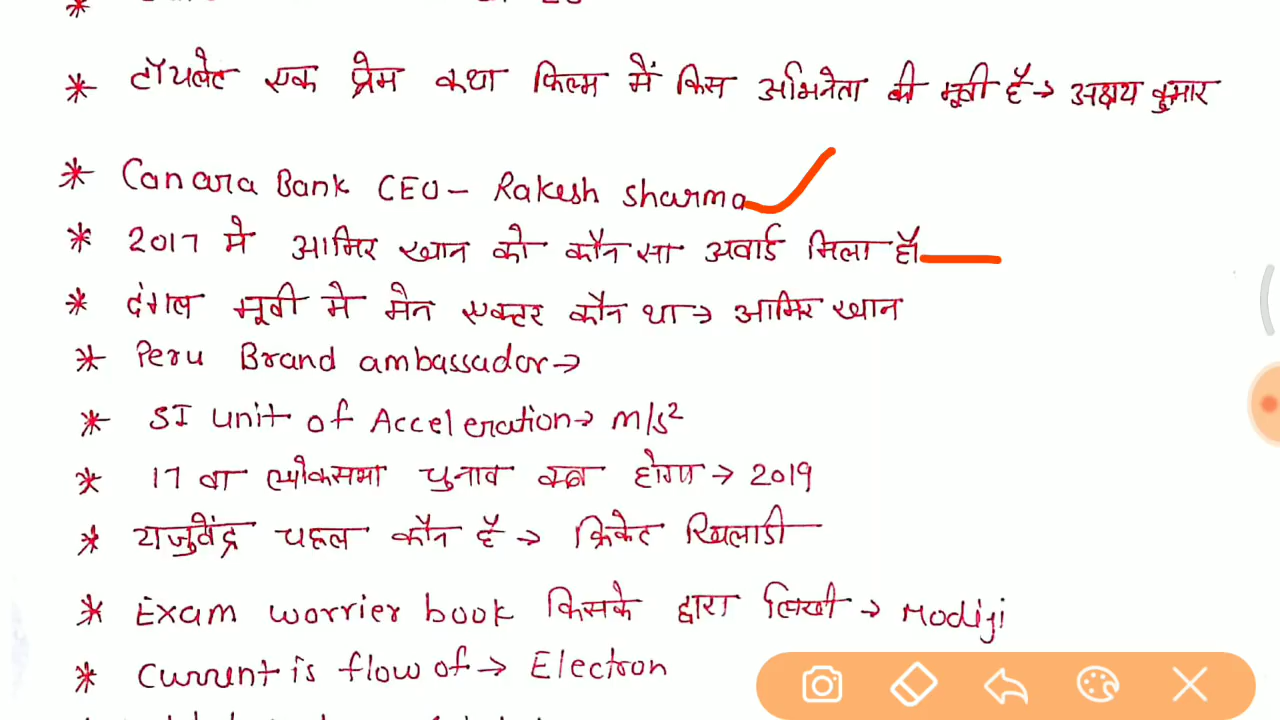 * टॉयलेट एक प्रेम कथा फिल्म में किस अभिनेता की मूवी है → अक्षय कुमार
* Canara Bank CEO - Rakesh sharma
* 2017 मे आमिर खान को कौन सा अवार्ड मिला है
* दंगल मूवी मे मेन एक्टर कौन था → आमिर खान
* Peru Brand ambassador →
* SI unit of Acceleration → m/s²
* 17 वा लोकसभा चुनाव कब होगा → 2019
* यजुवेंद्र चहल कौन है → क्रिकेट खिलाडी
* Exam worrier book किसके द्वारा लिखी → Modiji
* Current is flow of → Electron